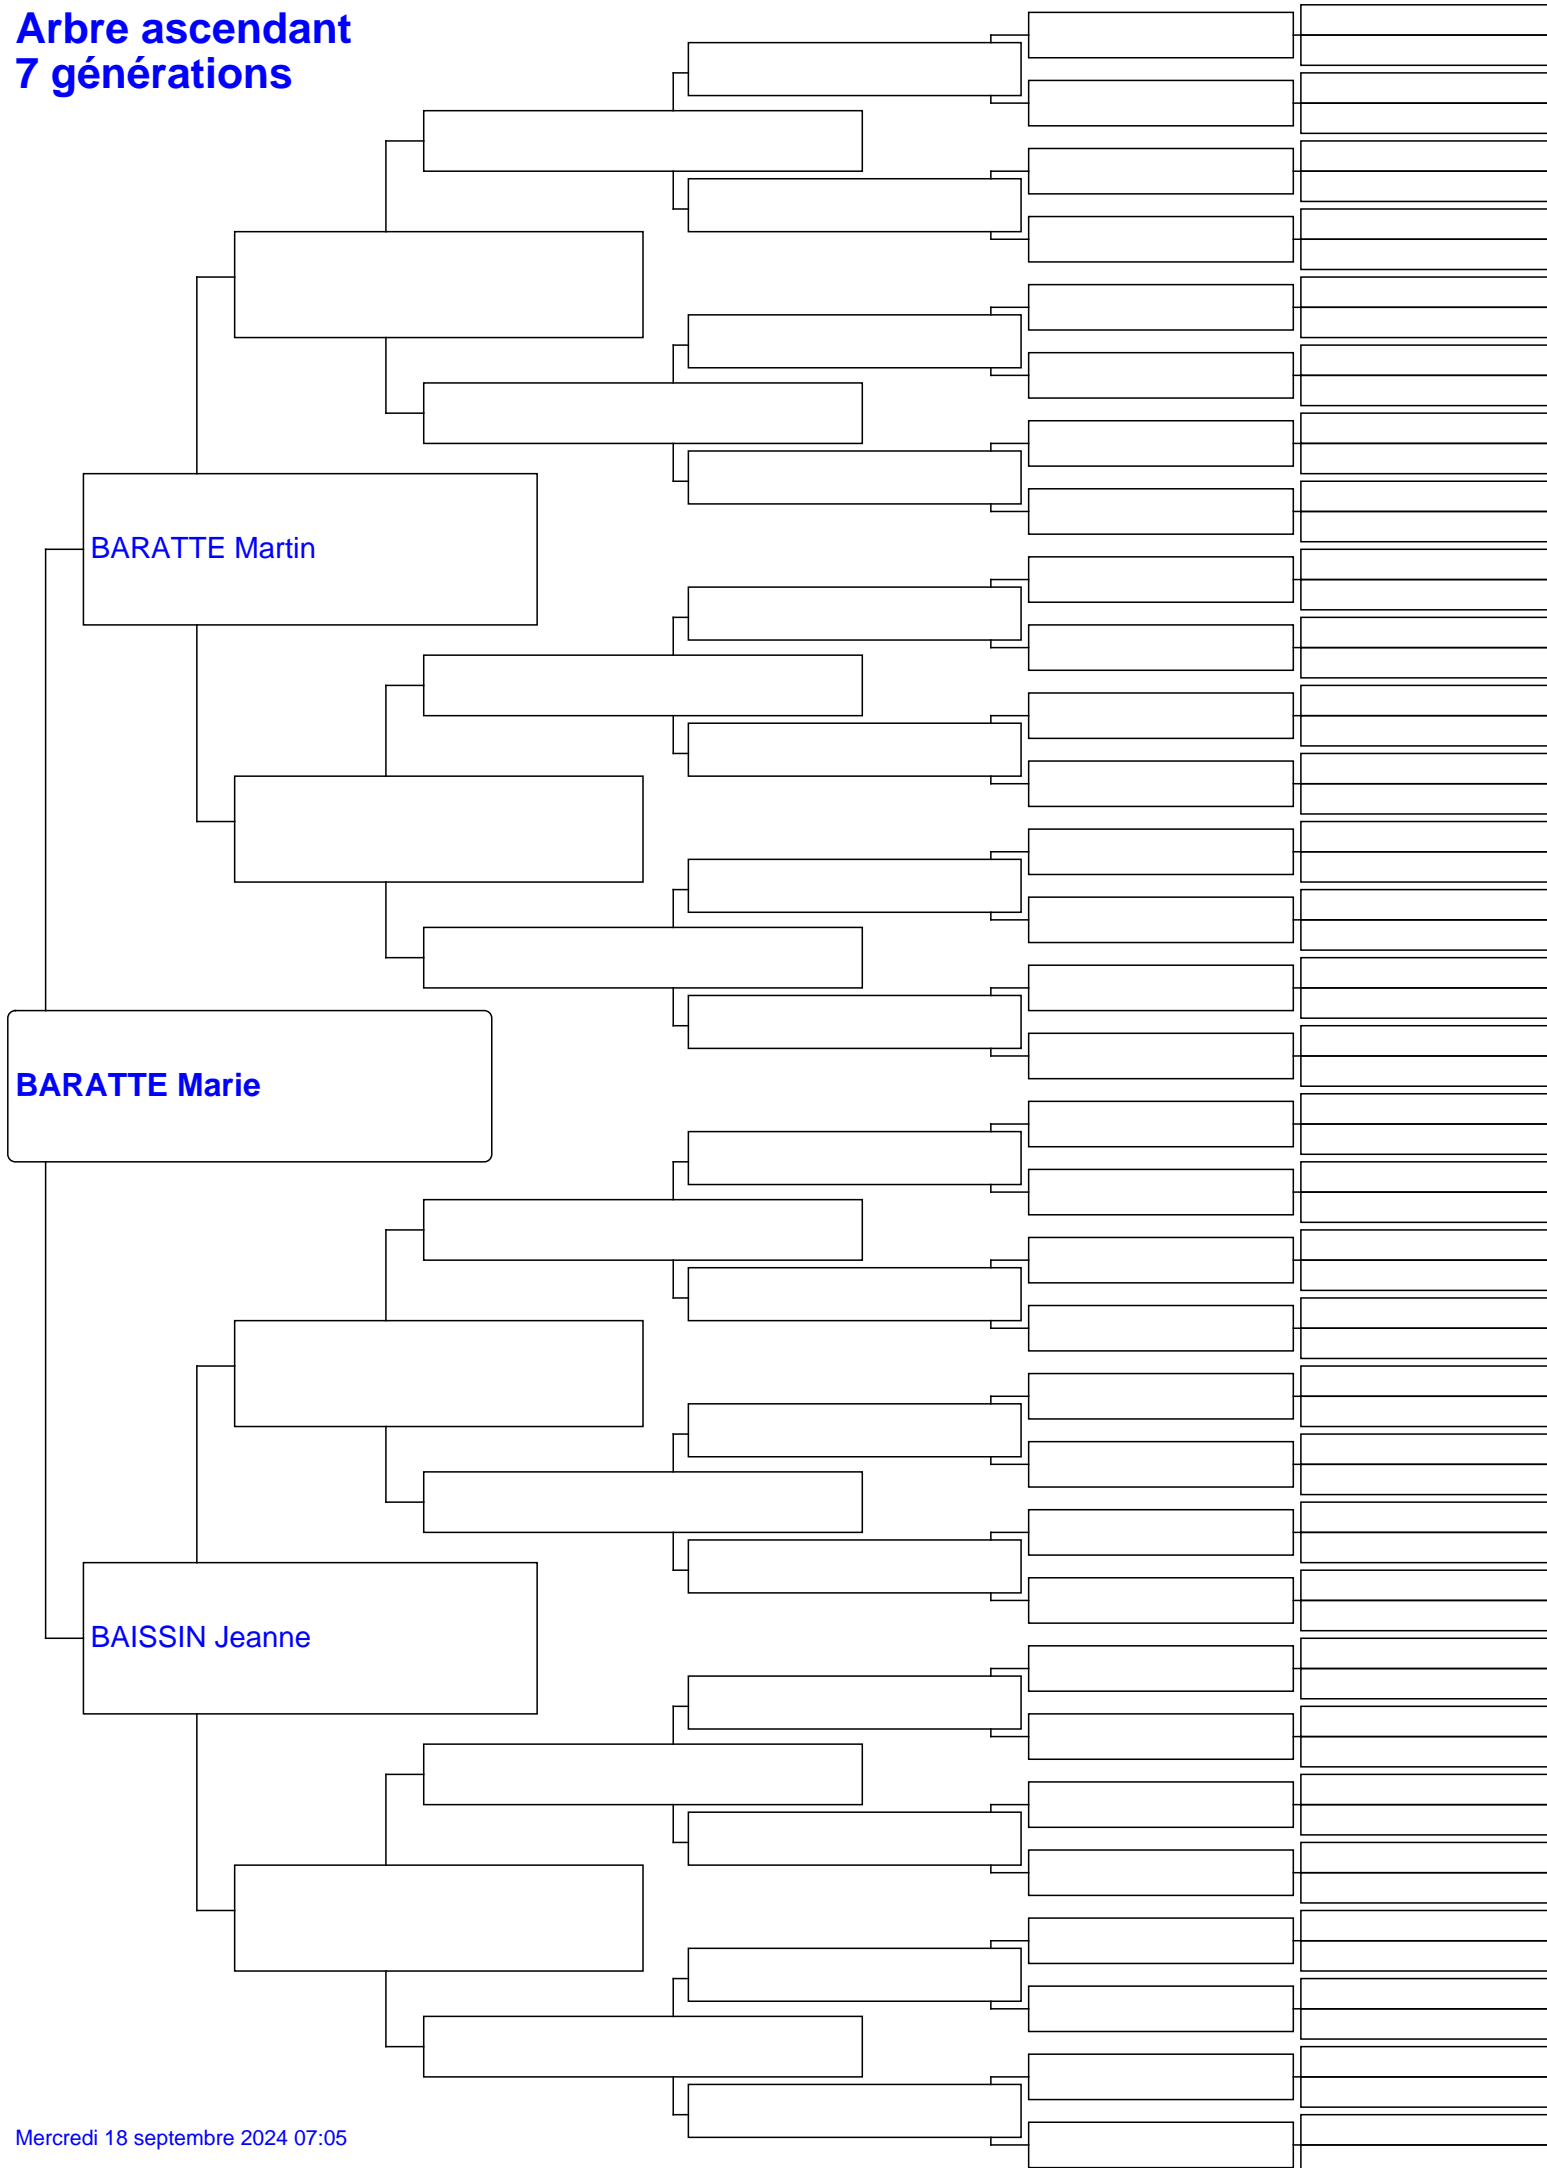 Arbre ascendant
7 générations
BARATTE Martin
BARATTE Marie
BAISSIN Jeanne
Mercredi 18 septembre 2024 07:05